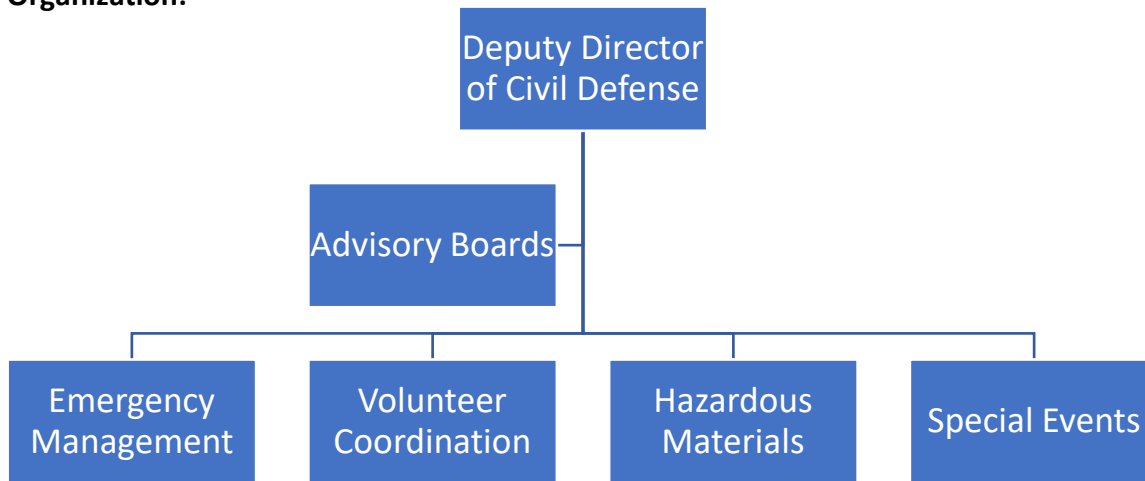 Organization:
Deputy Director
of Civil Defense
Advisory Boards
Emergency
Management
Volunteer
Coordination
Hazardous
Materials
Special Events